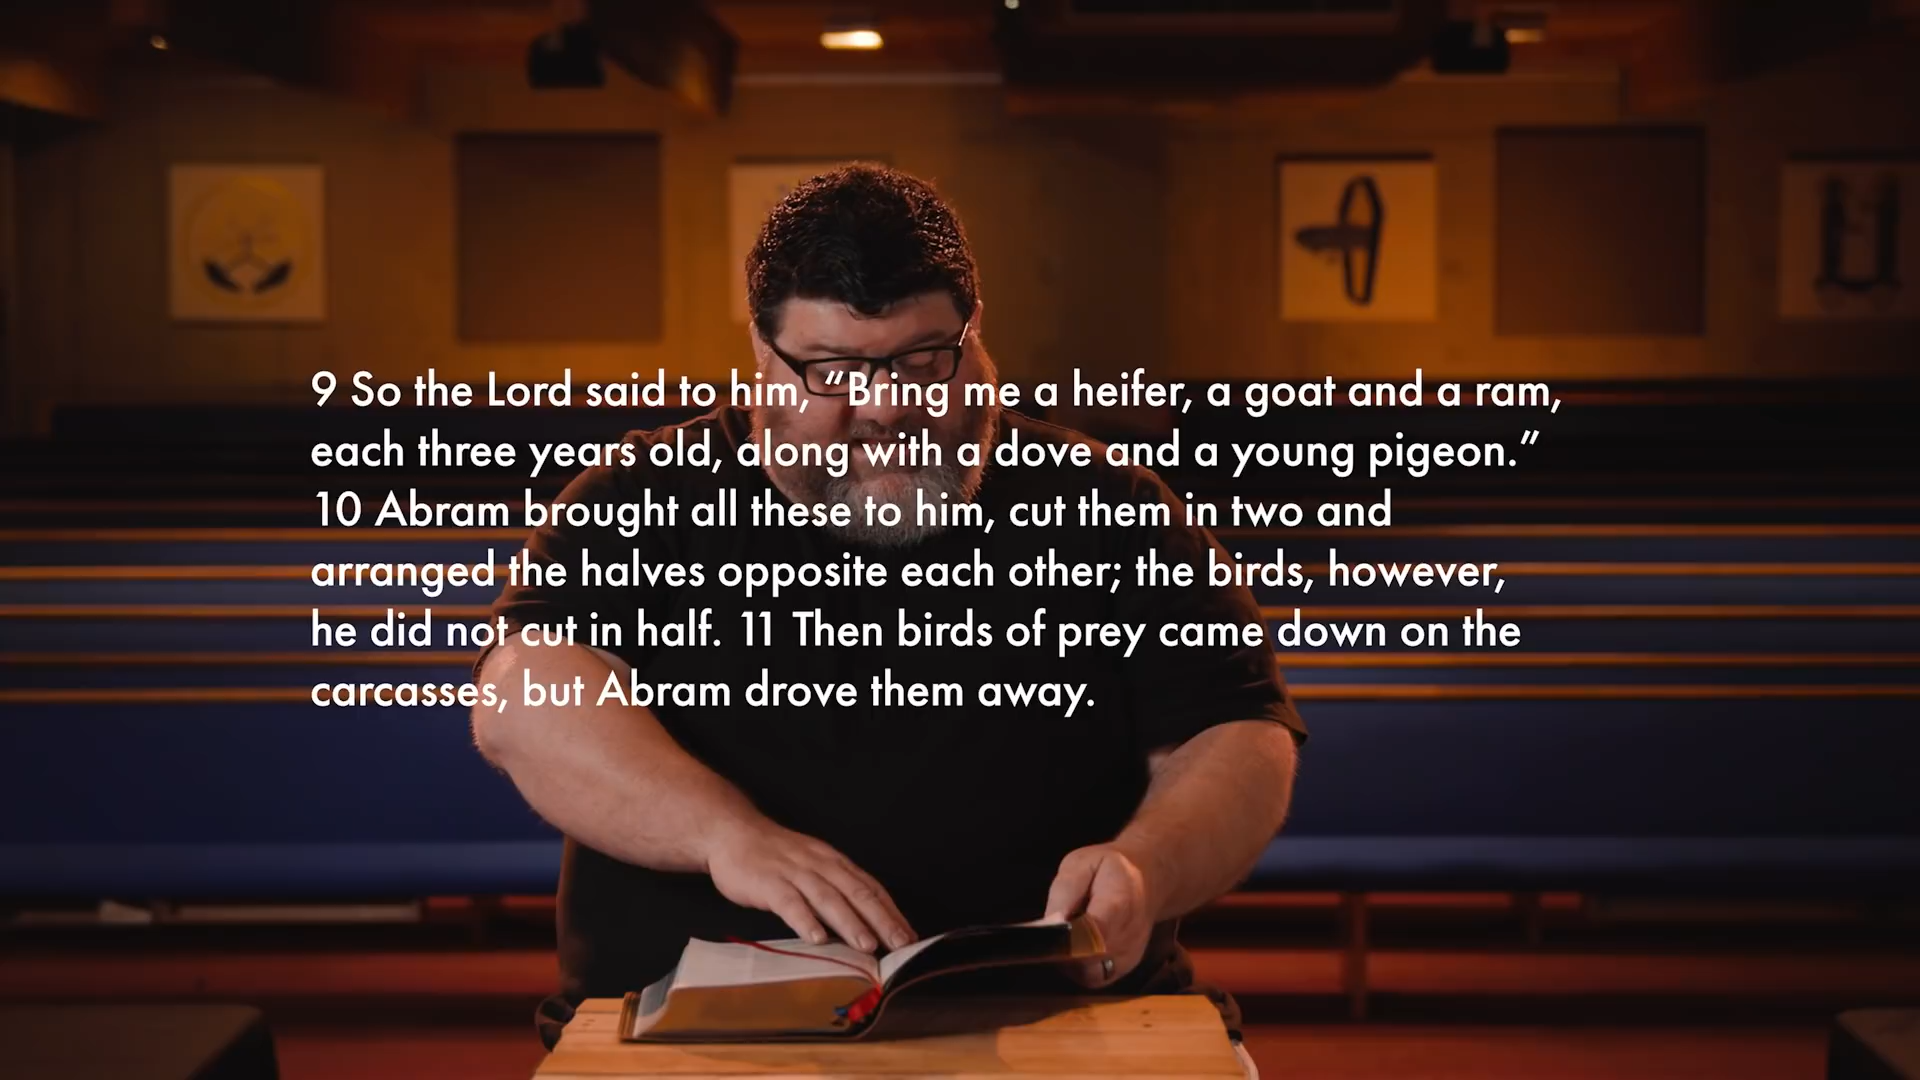 9 So the Lord said to him, “Bring me a heifer, a goat and a ram,
each three years old, along with a dove and a young pigeon.”
10 Abram brought all these to him, cut them in two and
arranged the halves opposite each other; the birds, however,
he did not cut in half. 11 Then birds of prey came down on the
carcasses, but Abram drove them away.